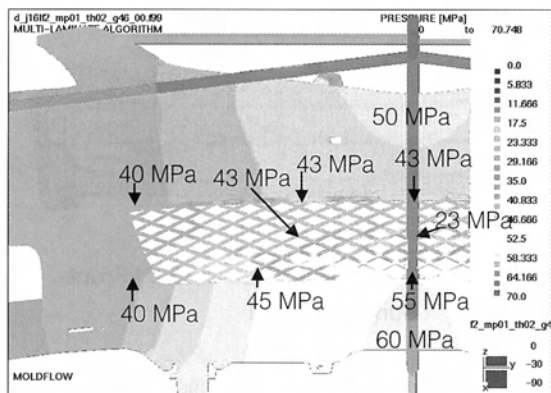 d_j16lf2_mp01_th02_g46_00.f99
MULTI-LAMINATE ALGORITHM
PRESSURE [MPa]
0 to 70.748
0.0
5.833
11.666
17.5
23.333
29.166
35.0
40.833
46.666
52.5
58.333
64.166
70.0
50 MPa
43 MPa
43 MPa
40 MPa
43 MPa
23 MPa
40 MPa
45 MPa
55 MPa
60 MPa
f2_mp01_th02_g4
z
y
x
0
-30
-90
MOLDFLOW